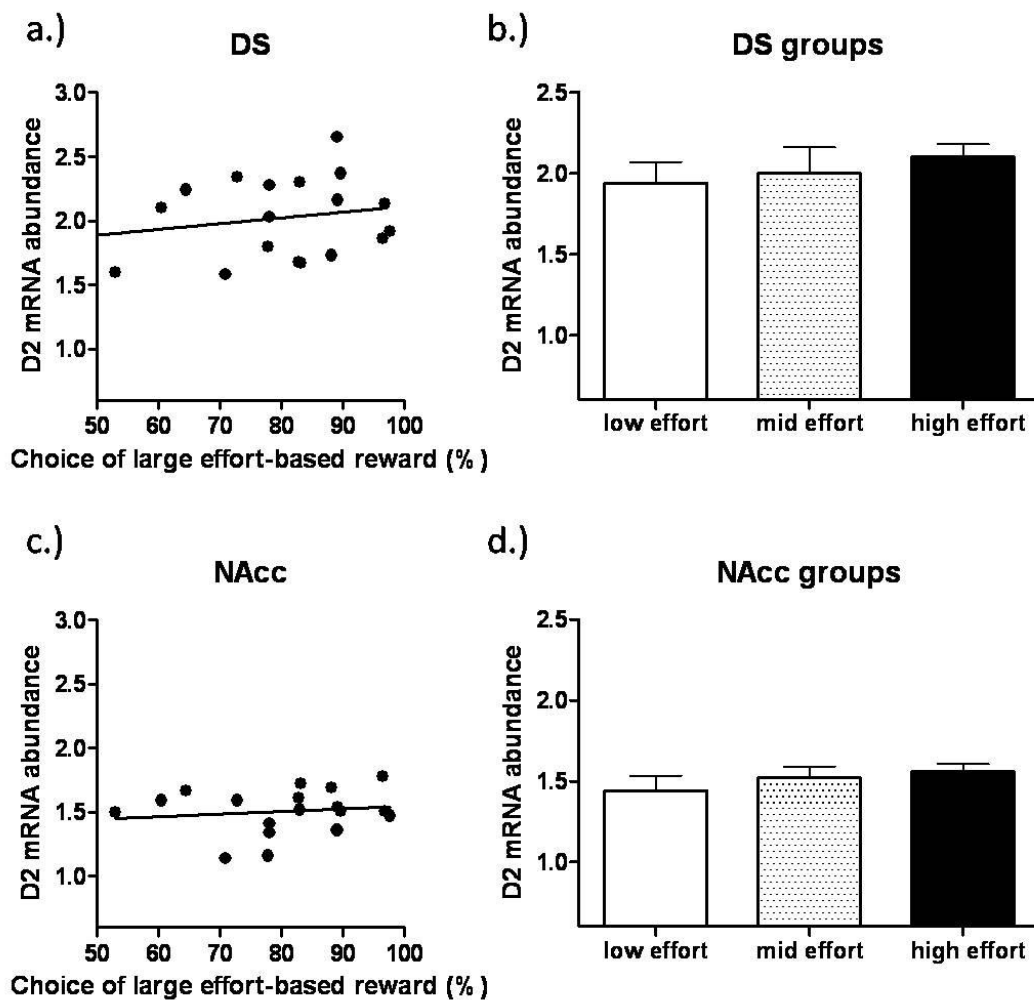 a.)
DS
D2 mRNA abundance
3.0
2.5
2.0
1.5
1.0
50 60 70 80 90 100
Choice of large effort-based reward (%)
b.)
DS groups
D2 mRNA abundance
2.5
2.0
1.5
1.0
low effort mid effort high effort
c.)
NAcc
D2 mRNA abundance
3.0
2.5
2.0
1.5
1.0
50 60 70 80 90 100
Choice of large effort-based reward (%)
d.)
NAcc groups
D2 mRNA abundance
2.5
2.0
1.5
1.0
low effort mid effort high effort